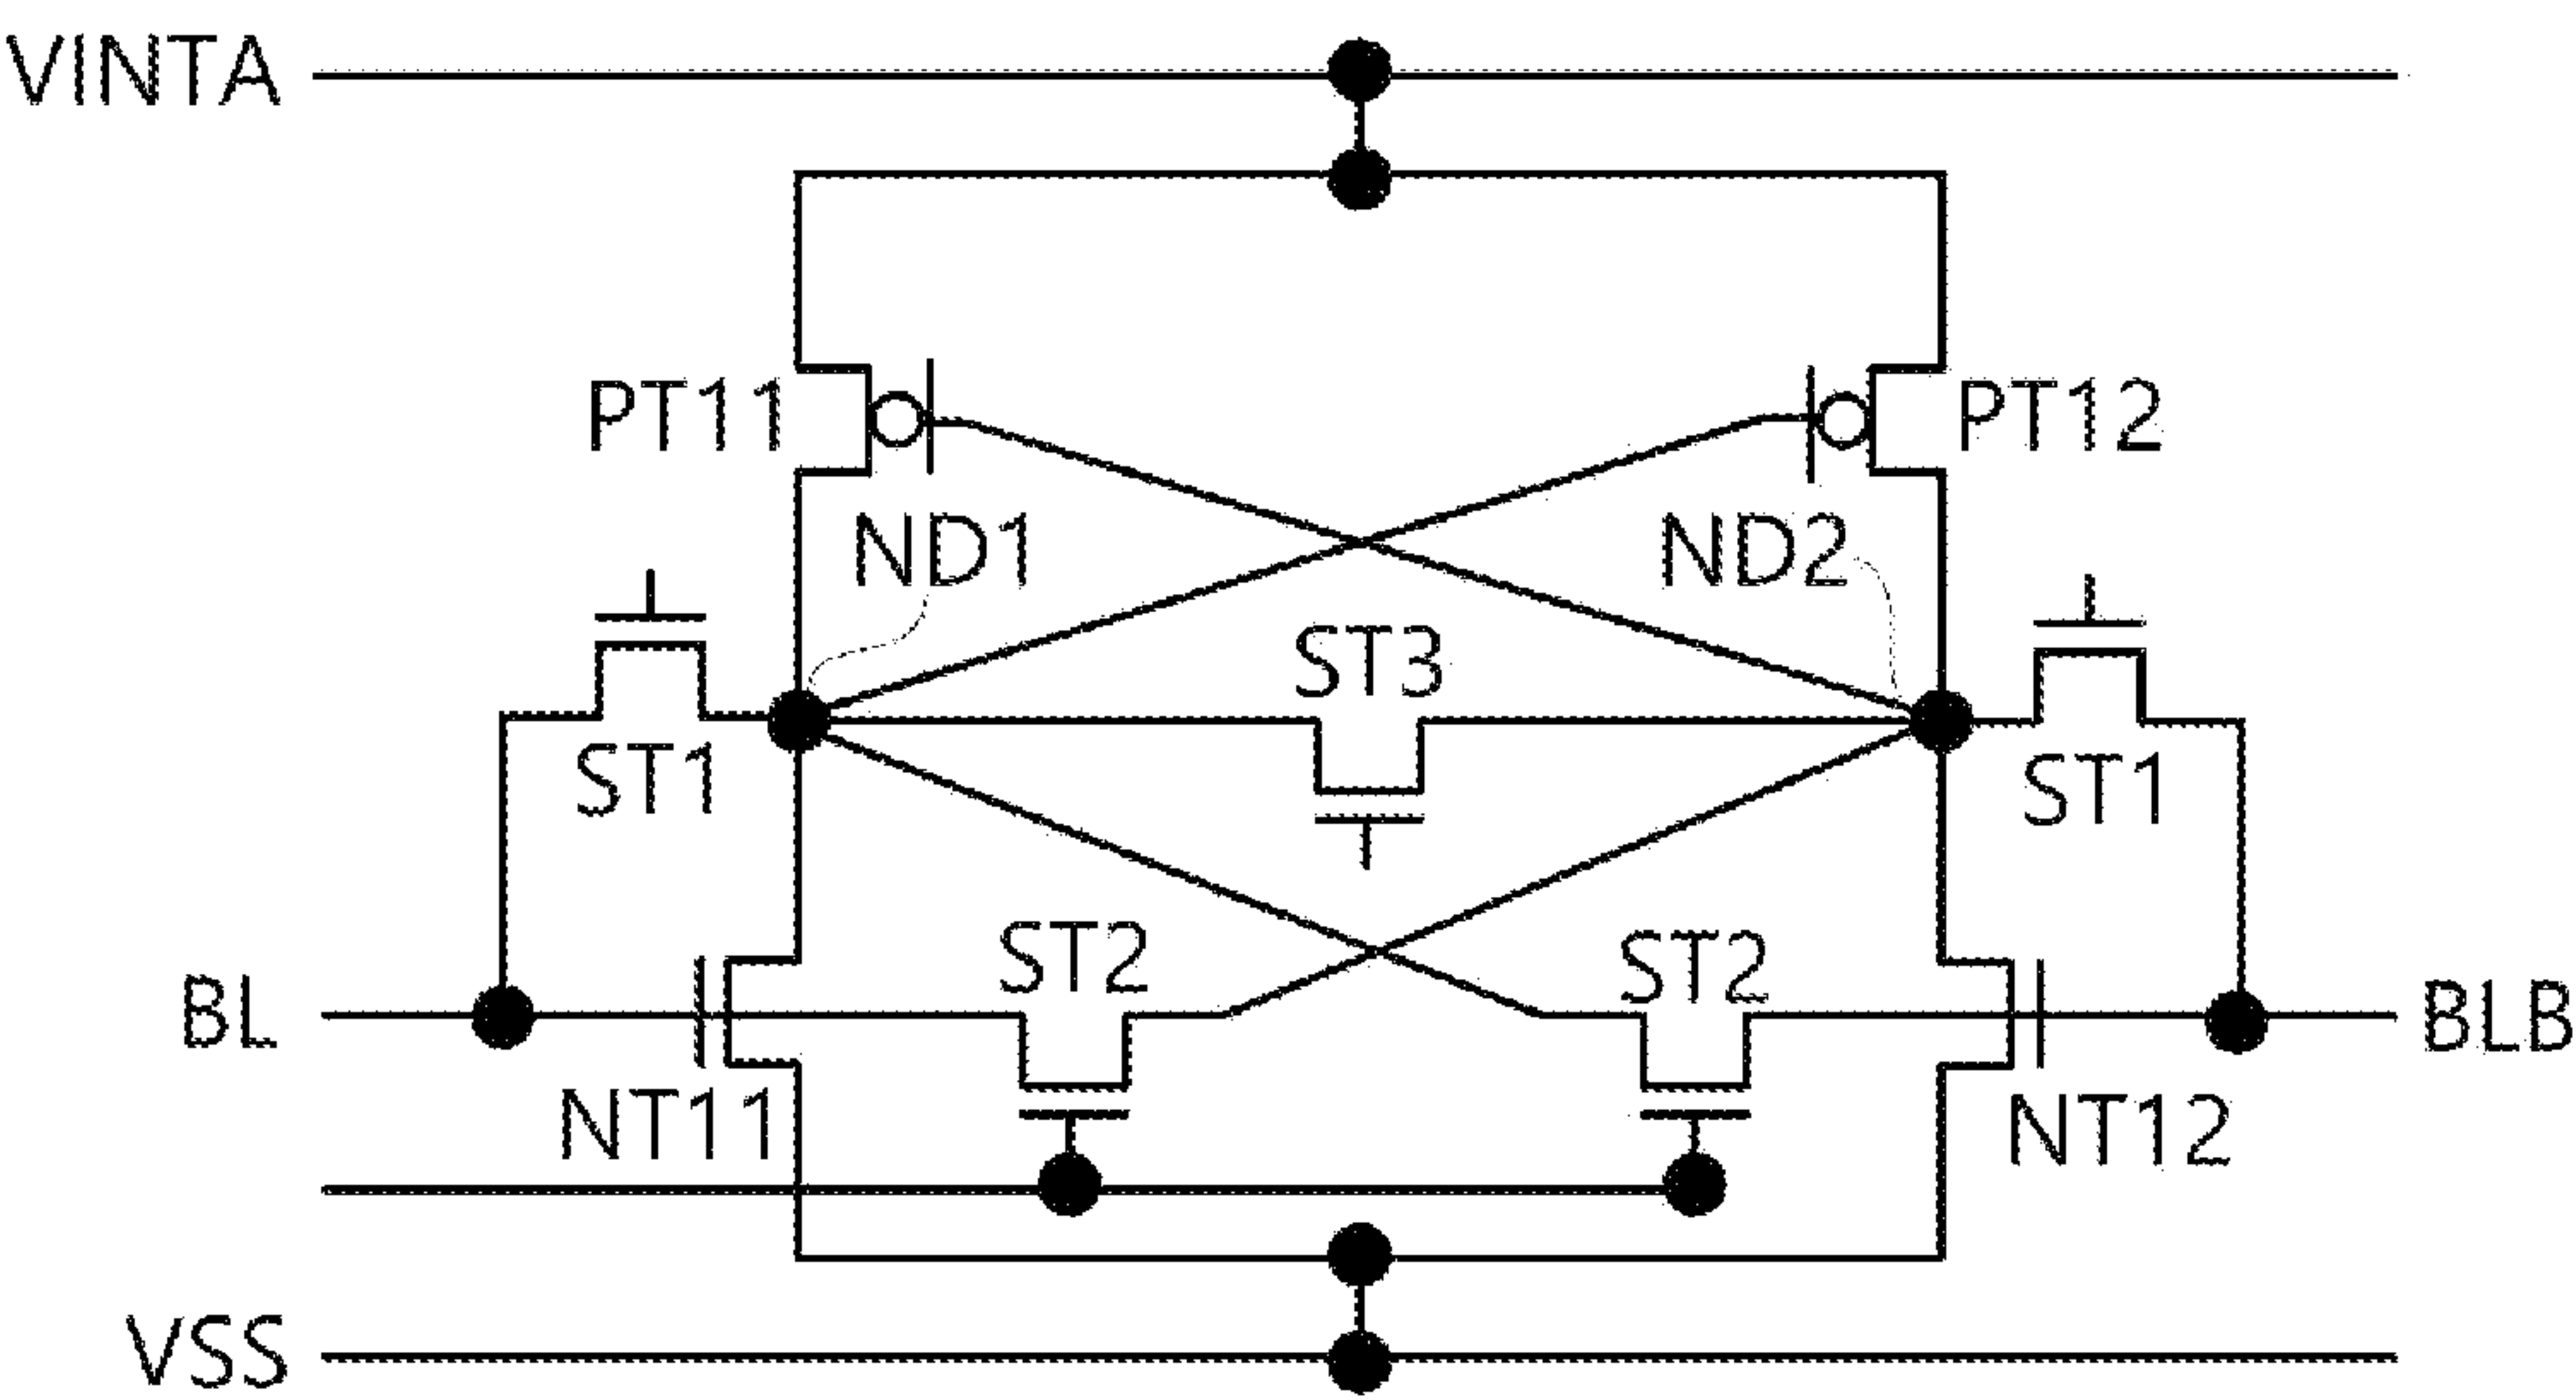 VINTA
PT11
PT12
ND1
ND2
ST3
ST1
ST1
ST2
ST2
BL
BLB
NT11
NT12
VSS